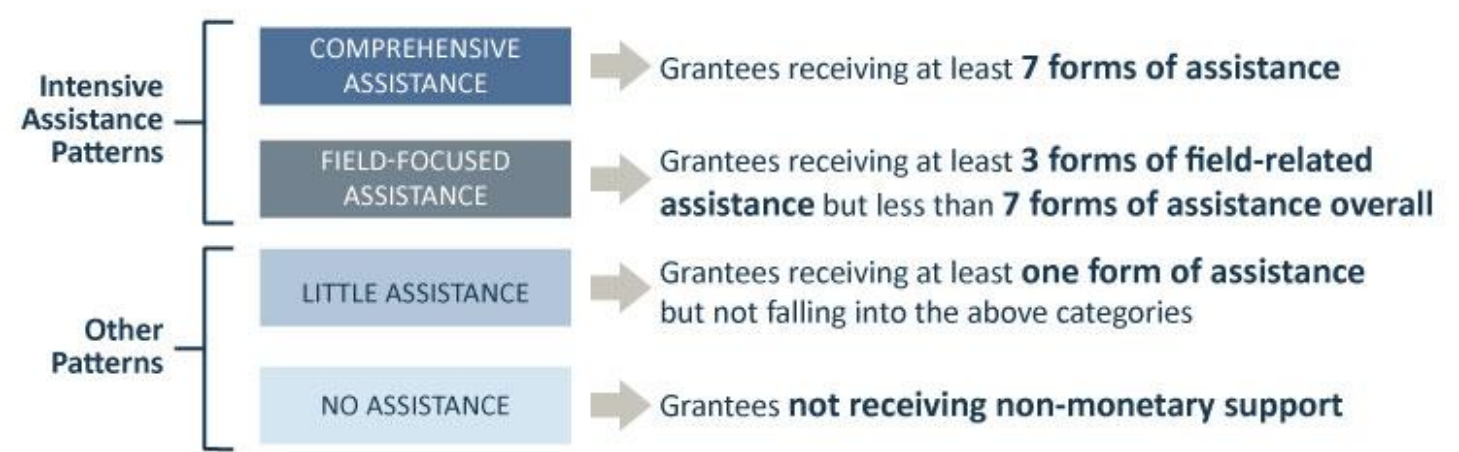 Intensive
Assistance
Patterns
COMPREHENSIVE
ASSISTANCE
Grantees receiving at least 7 forms of assistance
FIELD-FOCUSED
ASSISTANCE
Grantees receiving at least 3 forms of field-related
assistance but less than 7 forms of assistance overall
Other
Patterns
LITTLE ASSISTANCE
Grantees receiving at least one form of assistance
but not falling into the above categories
NO ASSISTANCE
Grantees not receiving non-monetary support